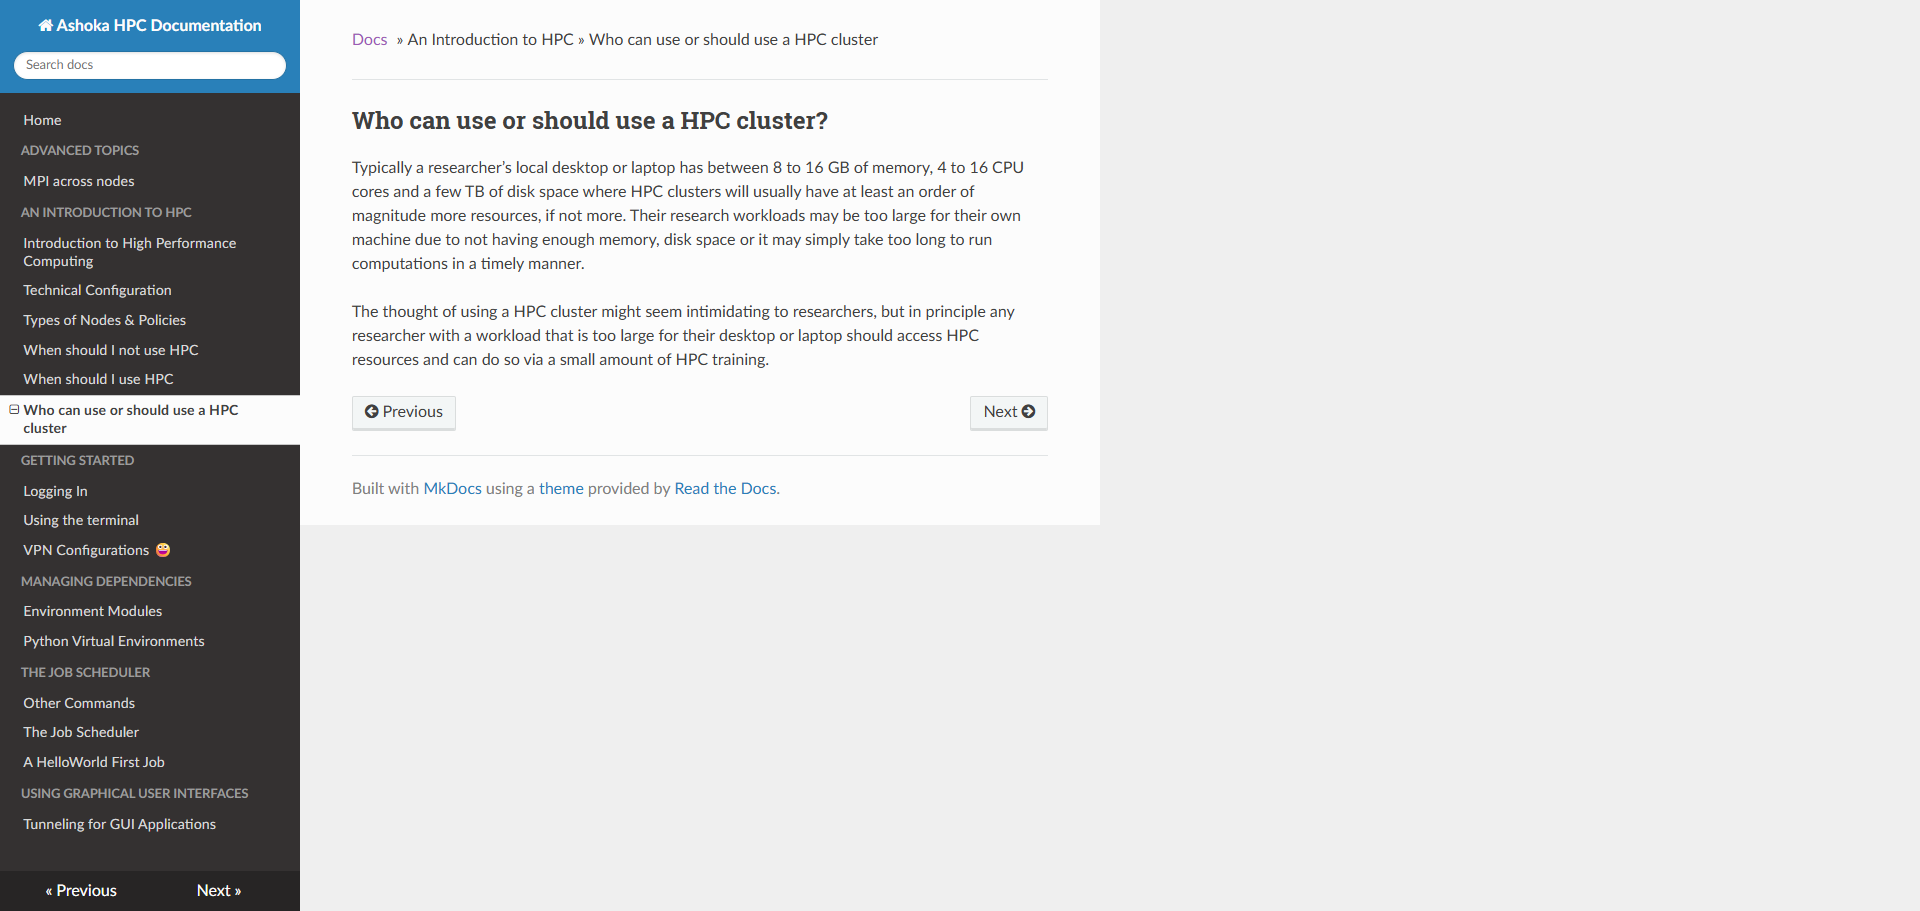 Ashoka HPC Documentation
Search docs
Home
ADVANCED TOPICS
MPI across nodes
AN INTRODUCTION TO HPC
Introduction to High Performance
Computing
Technical Configuration
Types of Nodes & Policies
When should I not use HPC
When should I use HPC
Who can use or should use a HPC
cluster
GETTING STARTED
Logging In
Using the terminal
VPN Configurations 😀
MANAGING DEPENDENCIES
Environment Modules
Python Virtual Environments
THE JOB SCHEDULER
Other Commands
The Job Scheduler
A HelloWorld First Job
USING GRAPHICAL USER INTERFACES
Tunneling for GUI Applications
« Previous Next »
Docs » An Introduction to HPC » Who can use or should use a HPC cluster
Who can use or should use a HPC cluster?
Typically a researcher’s local desktop or laptop has between 8 to 16 GB of memory, 4 to 16 CPU
cores and a few TB of disk space where HPC clusters will usually have at least an order of
magnitude more resources, if not more. Their research workloads may be too large for their own
machine due to not having enough memory, disk space or it may simply take too long to run
computations in a timely manner.
The thought of using a HPC cluster might seem intimidating to researchers, but in principle any
researcher with a workload that is too large for their desktop or laptop should access HPC
resources and can do so via a small amount of HPC training.
Previous Next
Built with MkDocs using a theme provided by Read the Docs.